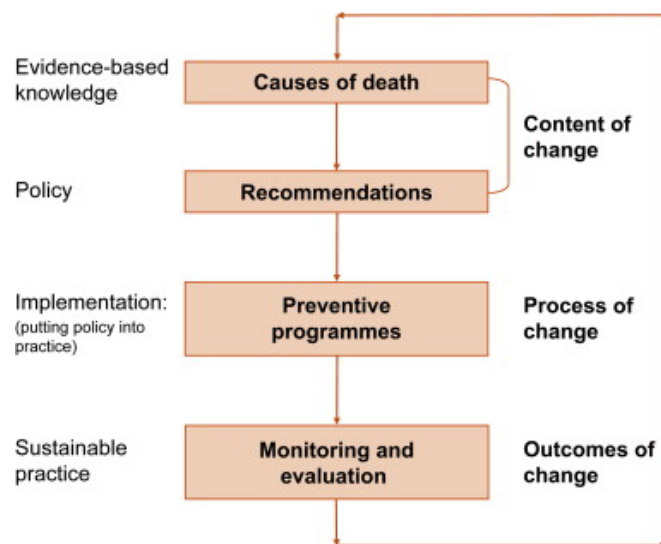 Evidence-based
knowledge
Causes of death
Content of
change
Policy
Recommendations
Implementation:
(putting policy into
practice)
Preventive
programmes
Process of
change
Sustainable
practice
Monitoring and
evaluation
Outcomes of
change